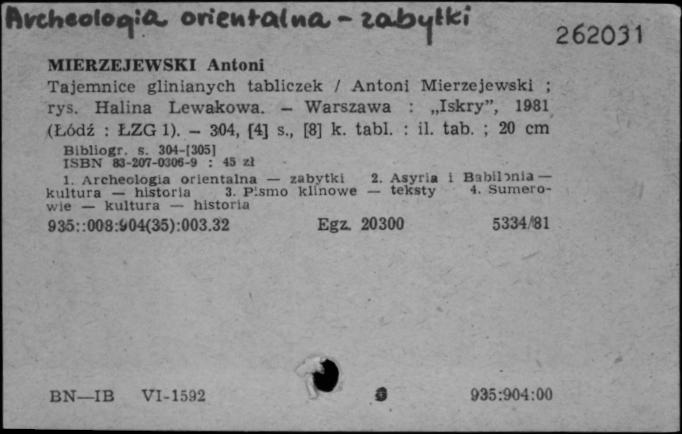 Archeologia orientalna - zabytki
262031
MIERZEJEWSKI Antoni
Tajemnice glinianych tabliczek / Antoni Mierzejewski ;
rys. Halina Lewakowa. — Warszawa : „Iskry”, 1981
(Łódź : ŁZG 1). — 304, [4] s., [8] k. tabl. : il. tab. ; 20 cm
Bibliogr. s. 304-[305]
ISBN 83-207-0306-9 : 45 zł
1. Archeologia orientalna — zabytki 2. Asyria i Babilonia —
kultura — historia 3. Pismo klinowe — teksty 4. Sumero-
wie — kultura — historia
935::008:904(35):003.32 Egz. 20300 5334/81
BN—IB VI-1592 935:904:00